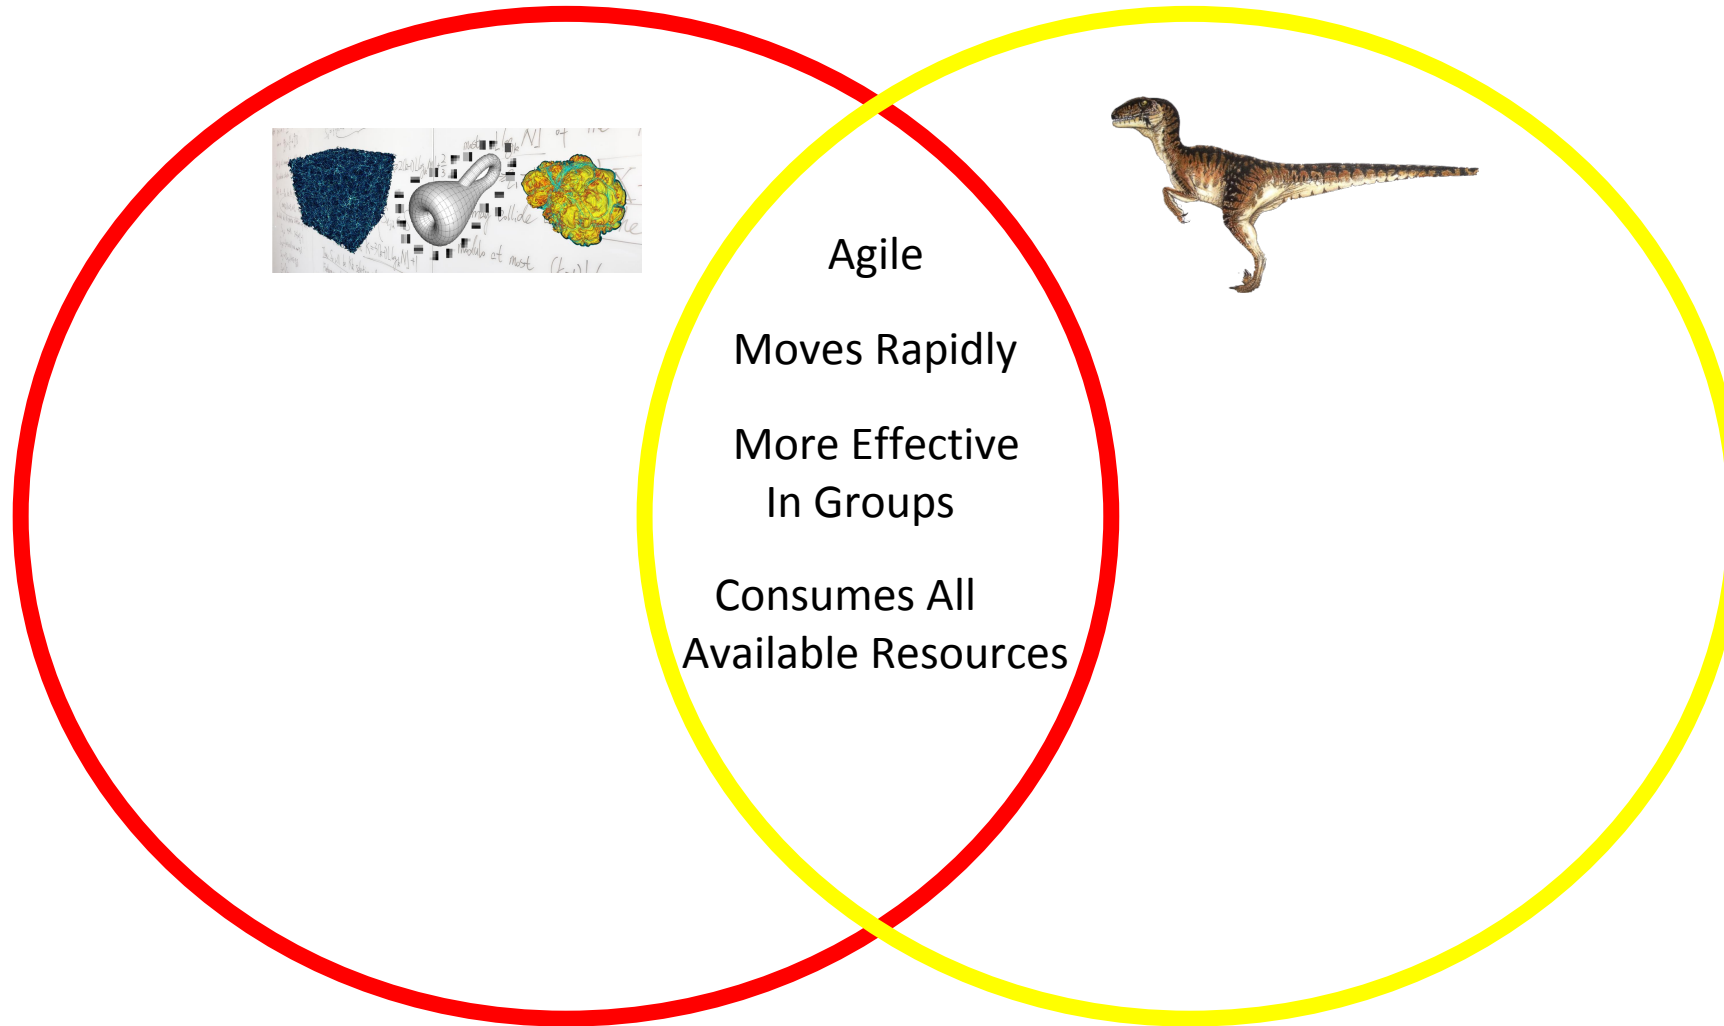 Agile
Moves Rapidly
More Effective
In Groups
Consumes All
Available Resources